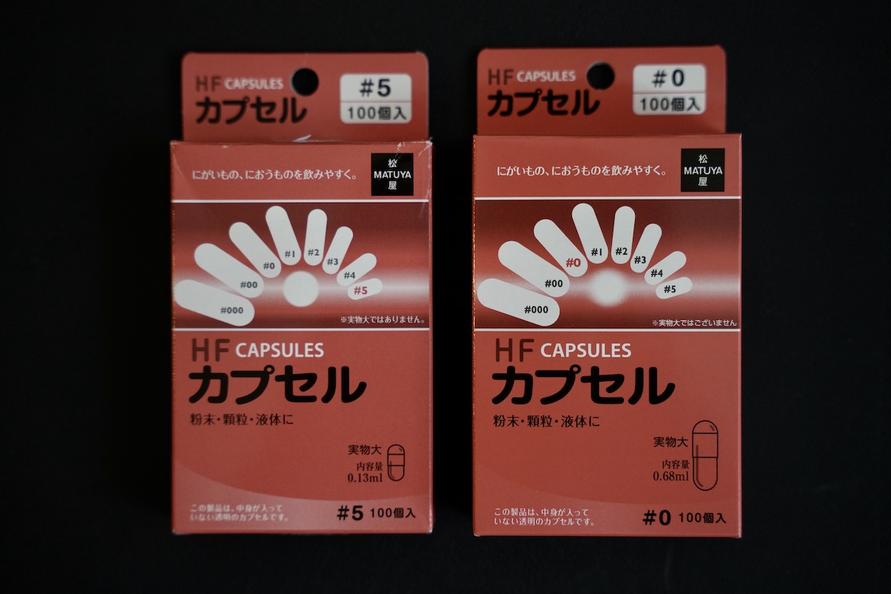 HF CAPSULES
カプセル
#5
100個入
にがいもの、におうものを飲みやすく。
松
MATUYA
屋
#000
#00
#0
#1
#2
#3
#4
#5
※実物大ではありません。
HF CAPSULES
カプセル
粉末・顆粒・液体に
実物大
内容量
0.13ml
この製品は、中身が入って
いない透明のカプセルです。
#5 100個入
HF CAPSULES
カプセル
#0
100個入
にがいもの、におうものを飲みやすく。
松
MATUYA
屋
#000
#00
#0
#1
#2
#3
#4
#5
※実物大ではございません
HF CAPSULES
カプセル
粉末・顆粒・液体に
実物大
内容量
0.68ml
この製品は、中身が入って
いない透明のカプセルです。
#0 100個入